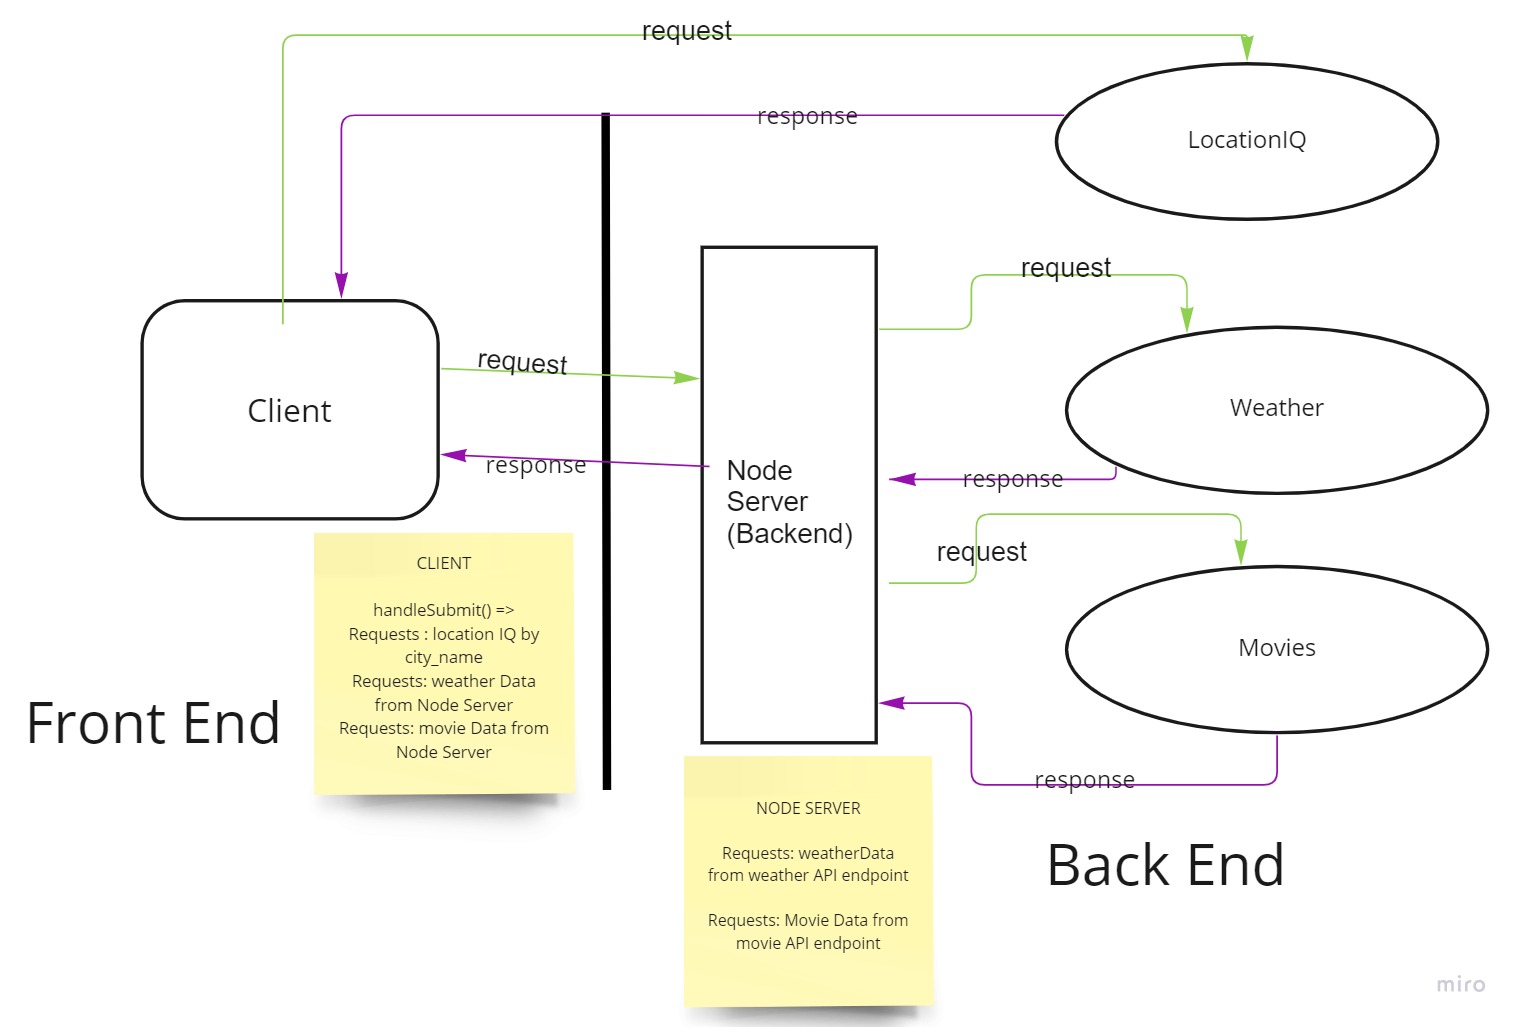 request
response
LocationIQ
request
request
Client
Weather
response
Node
Server
(Backend)
response
request
CLIENT
handleSubmit() =>
Requests : location IQ by
city_name
Requests: weather Data
from Node Server
Requests: movie Data from
Node Server
Movies
Front End
response
NODE SERVER
Requests: weatherData
from weather API endpoint
Requests: Movie Data from
movie API endpoint
Back End
miro